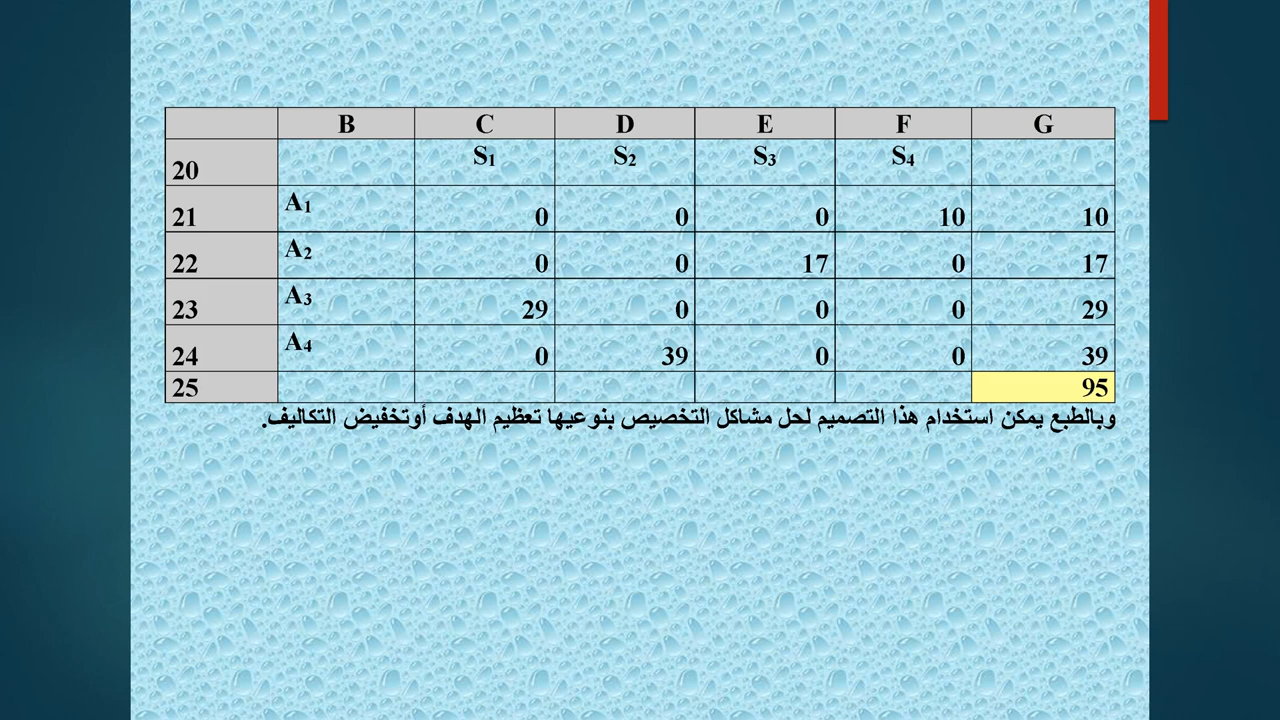 B C D E F G
20 S₁ S₂ S₃ S₄
21 A₁ 0 0 0 10 10
22 A₂ 0 0 17 0 17
23 A₃ 29 0 0 0 29
24 A₄ 0 39 0 0 39
25 95
وبالطبع يمكن استخدام هذا التصميم لحل مشاكل التخصيص بنوعيها تعظيم الهدف أوتخفيض التكاليف.